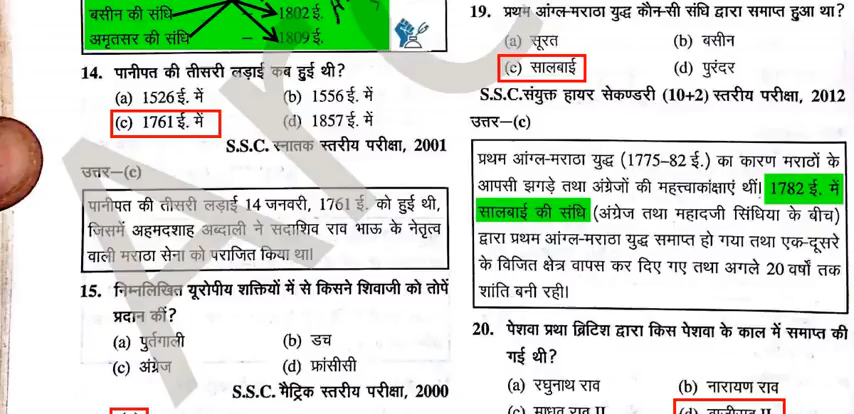 बसीन की संधि
1802 ई.
अमृतसर की संधि
— 1809 ई.
14. पानीपत की तीसरी लड़ाई कब हुई थी?
(a) 1526 ई. में (b) 1556 ई. में
(c) 1761 ई. में (d) 1857 ई. में
S.S.C. स्नातक स्तरीय परीक्षा, 2001
उत्तर—(c)
पानीपत की तीसरी लड़ाई 14 जनवरी, 1761 ई. को हुई थी,
जिसमें अहमदशाह अब्दाली ने सदाशिव राव भाऊ के नेतृत्व
वाली मराठा सेना को पराजित किया था।
15. निम्नलिखित यूरोपीय शक्तियों में से किसने शिवाजी को तोपें
प्रदान कीं?
(a) पुर्तगाली (b) डच
(c) अंग्रेज (d) फ्रांसीसी
S.S.C. मैट्रिक स्तरीय परीक्षा, 2000
19. प्रथम आंग्ल-मराठा युद्ध कौन-सी संधि द्वारा समाप्त हुआ था?
(a) सूरत (b) बसीन
(c) सालबाई (d) पुरंदर
S.S.C.संयुक्त हायर सेकण्डरी (10+2) स्तरीय परीक्षा, 2012
उत्तर—(c)
प्रथम आंग्ल-मराठा युद्ध (1775-82 ई.) का कारण मराठों के
आपसी झगड़े तथा अंग्रेजों की महत्त्वाकांक्षाएं थीं। 1782 ई. में
सालबाई की संधि (अंग्रेज तथा महादजी सिंधिया के बीच)
द्वारा प्रथम आंग्ल-मराठा युद्ध समाप्त हो गया तथा एक-दूसरे
के विजित क्षेत्र वापस कर दिए गए तथा अगले 20 वर्षों तक
शांति बनी रही।
20. पेशवा प्रथा ब्रिटिश द्वारा किस पेशवा के काल में समाप्त की
गई थी?
(a) रघुनाथ राव (b) नारायण राव
(c) माधव राव II (d) बाजीराव II